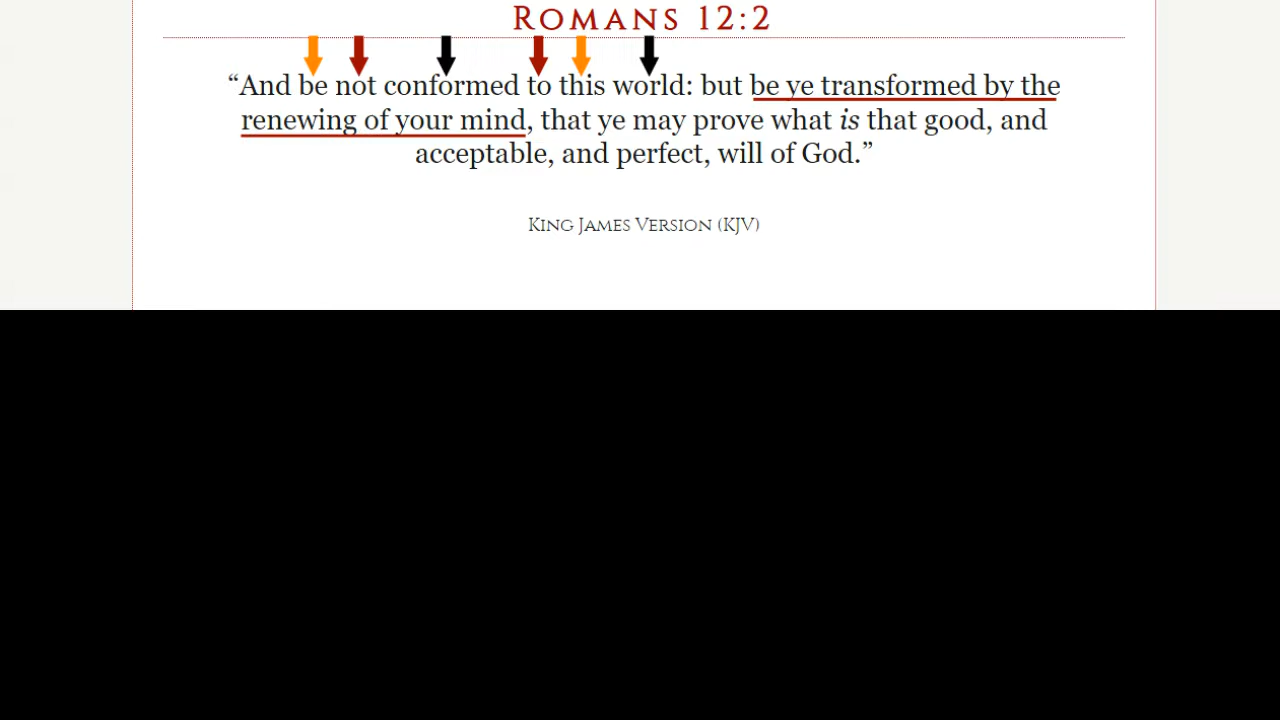 Romans 12:2
“And be not conformed to this world: but be ye transformed by the
renewing of your mind, that ye may prove what is that good, and
acceptable, and perfect, will of God.”
King James Version (KJV)